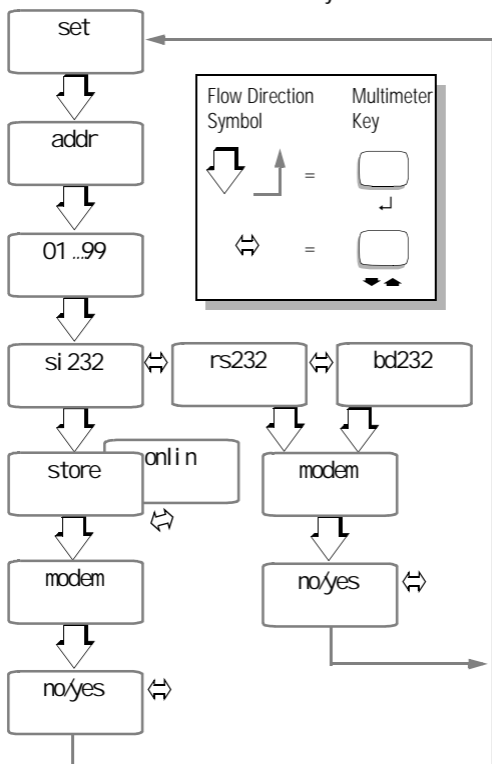 set
addr
01...99
si232
rs232
bd232
store
onlin
modem
no/yes
modem
no/yes
Flow Direction Symbol
Multimeter Key
=
=